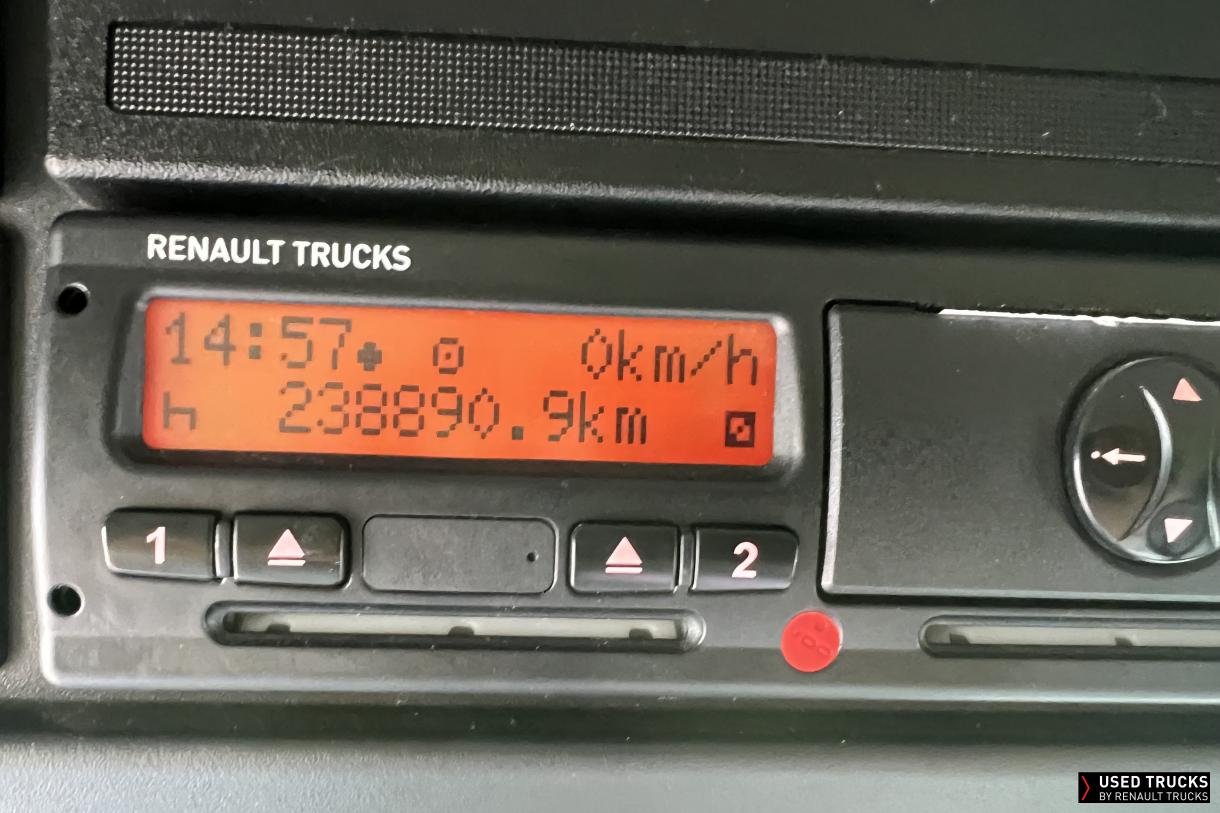 RENAULT TRUCKS
14:57 0km/h
h 238890.9km
1
2
USED TRUCKS
BY RENAULT TRUCKS